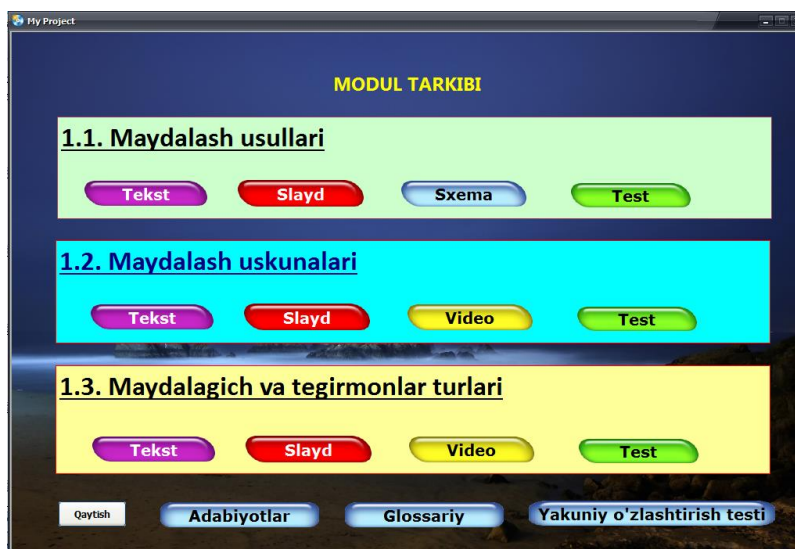 My Project
MODUL TARKIBI
1.1. Maydalash usullari
Tekst Slayd Sxema Test
1.2. Maydalash uskunalari
Tekst Slayd Video Test
1.3. Maydalagich va tegirmonlar turlari
Tekst Slayd Video Test
Qaytish Adabiyotlar Glossariy Yakuniy o'zlashtirish testi